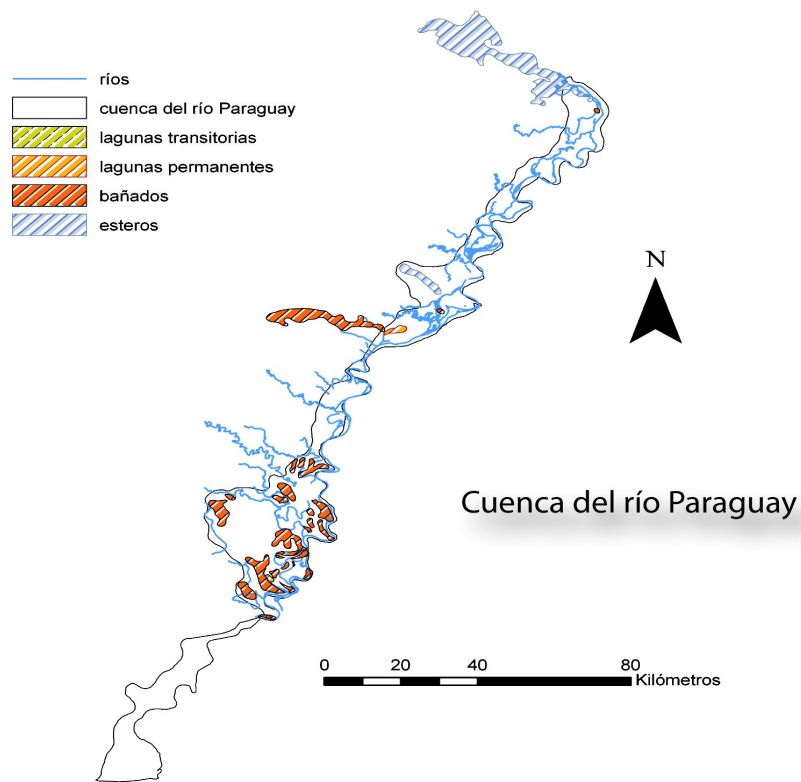 ríos
cuenca del río Paraguay
lagunas transitorias
lagunas permanentes
bañados
esteros
N
Cuenca del río Paraguay
0 20 40 80
Kilómetros